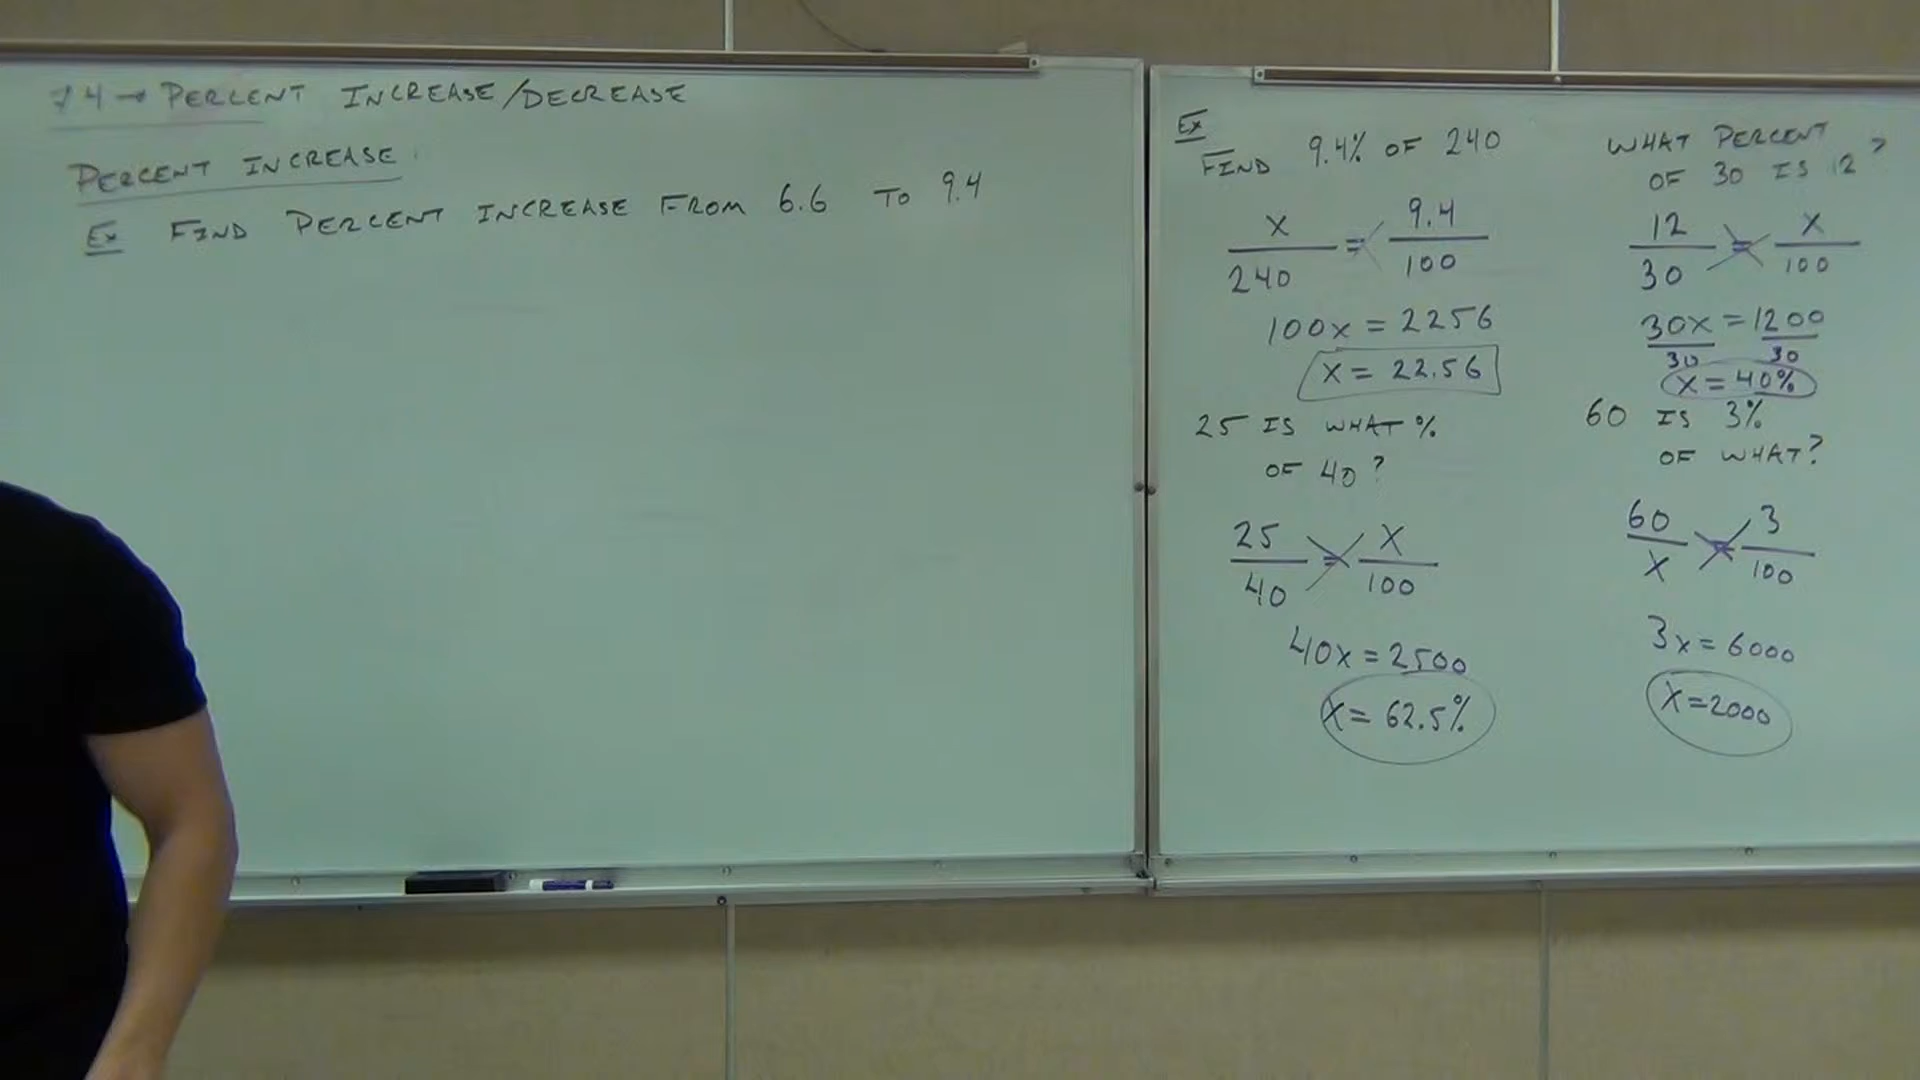 7.4 → PERCENT INCREASE/DECREASE
PERCENT INCREASE
Ex FIND PERCENT INCREASE FROM 6.6 TO 9.4
Ex
FIND 9.4% OF 240
x/240 = 9.4/100
100x = 2256
x = 22.56
25 IS WHAT %
OF 40?
25/40 = x/100
40x = 2500
x = 62.5%
WHAT PERCENT
OF 30 IS 12?
12/30 = x/100
30x = 1200
30 30
x = 40%
60 IS 3%
OF WHAT?
60/x = 3/100
3x = 6000
x = 2000